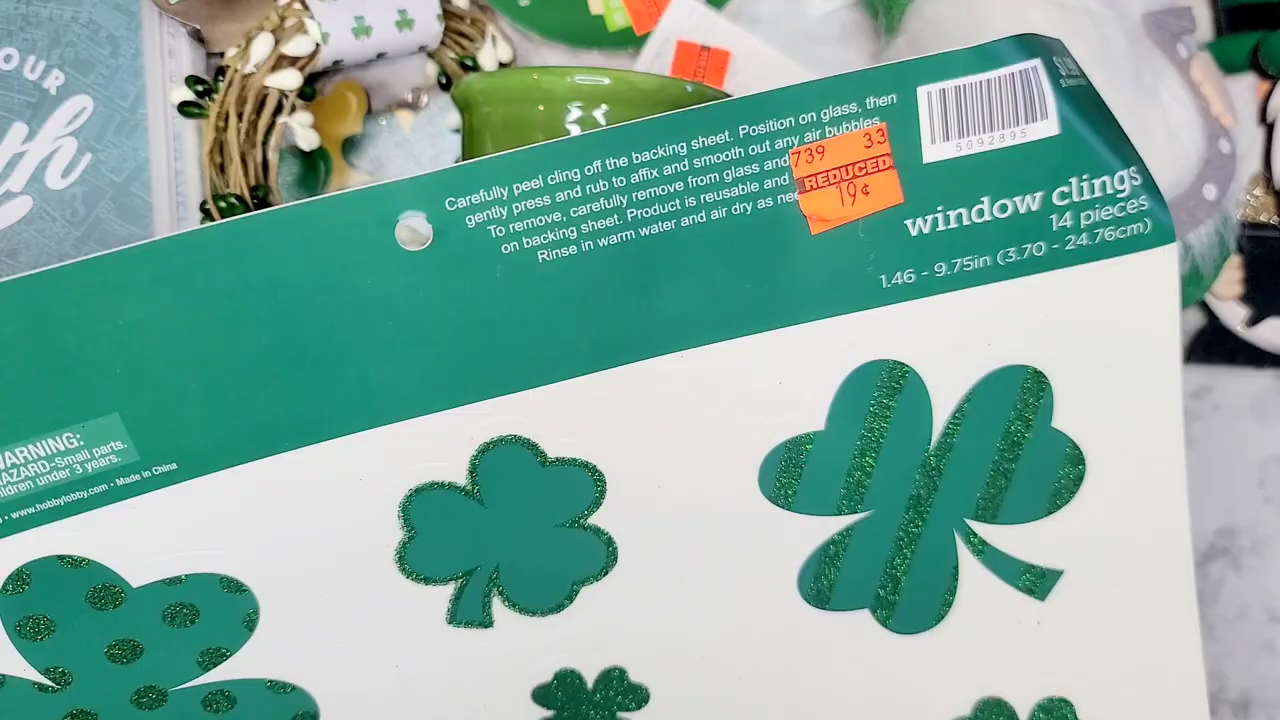 OUR
th
Carefully peel cling off the backing sheet. Position on glass, then
gently press and rub to affix and smooth out any air bubbles.
To remove, carefully remove from glass and
on backing sheet. Product is reusable and
Rinse in warm water and air dry as
739 33
REDUCED
19¢
5092895
window clings
14 pieces
1.46 - 9.75in (3.70 - 24.76cm)
WARNING:
HAZARD-Small parts.
under 3 years.
• www.hobbylobby.com • Made in China